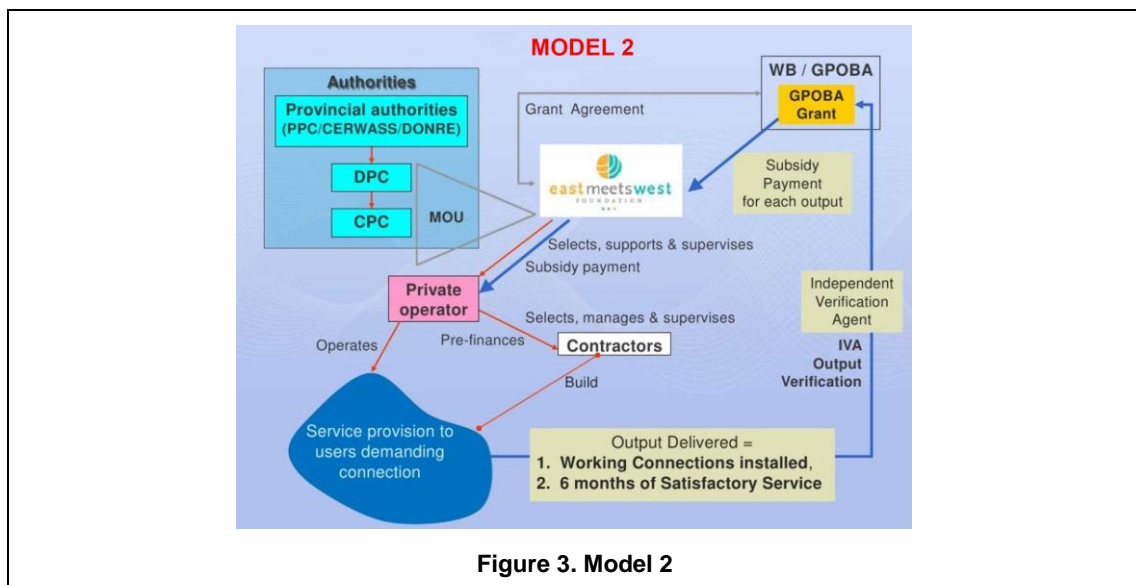 MODEL 2
Authorities
Provincial authorities
(PPC/CERWASS/DONRE)
DPC
CPC
MOU
Grant Agreement
WB / GPOBA
GPOBA
Grant
eastmeetswest
FOUNDATION
Subsidy
Payment
for each output
Selects, supports & supervises
Subsidy payment
Private
operator
Selects, manages & supervises
Pre-finances
Contractors
Operates
Build
Independent
Verification
Agent
IVA
Output
Verification
Service provision to
users demanding
connection
Output Delivered =
1. Working Connections installed,
2. 6 months of Satisfactory Service
Figure 3. Model 2